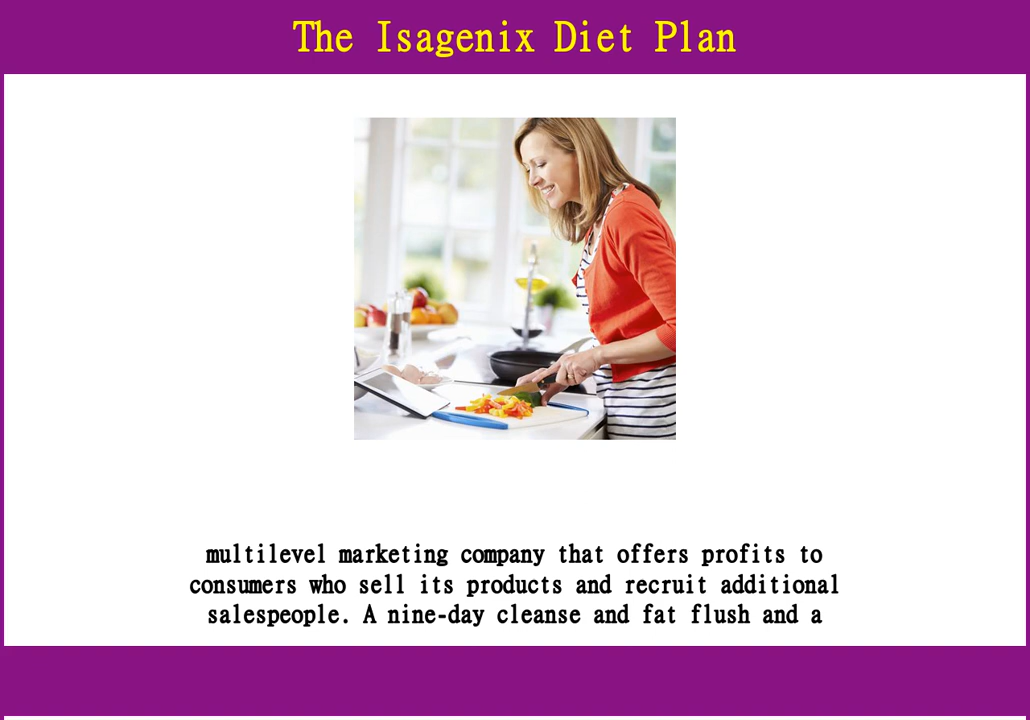 The Isagenix Diet Plan
multilevel marketing company that offers profits to
consumers who sell its products and recruit additional
salespeople. A nine-day cleanse and fat flush and a